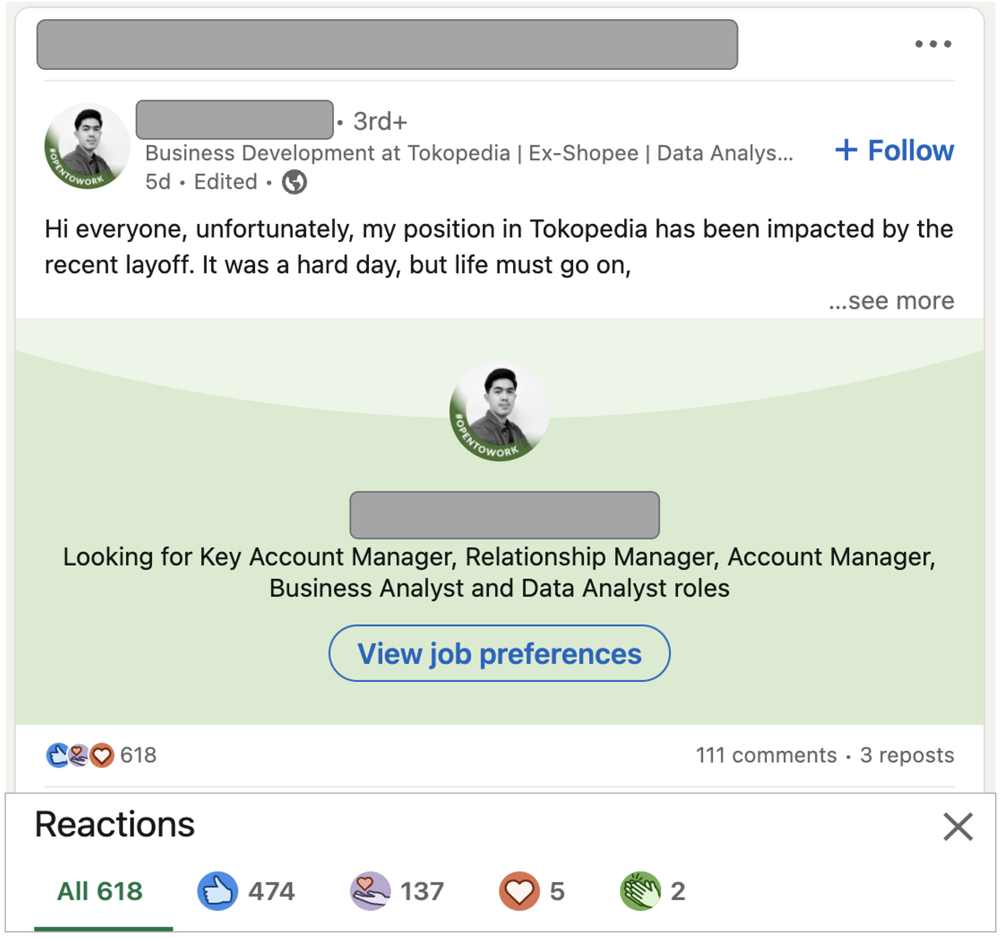 • 3rd+
Business Development at Tokopedia | Ex-Shopee | Data Analys...
+ Follow
5d • Edited •
#OPENTOWORK
Hi everyone, unfortunately, my position in Tokopedia has been impacted by the
recent layoff. It was a hard day, but life must go on,
...see more
#OPENTOWORK
Looking for Key Account Manager, Relationship Manager, Account Manager,
Business Analyst and Data Analyst roles
View job preferences
618
111 comments • 3 reposts
Reactions
All 618 474 137 5 2